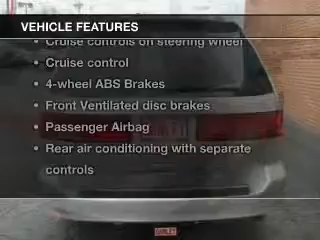 VEHICLE FEATURES
• Cruise controls on steering wheel
• Cruise control
• 4-wheel ABS Brakes
• Front Ventilated disc brakes
• Passenger Airbag
• Rear air conditioning with separate
controls